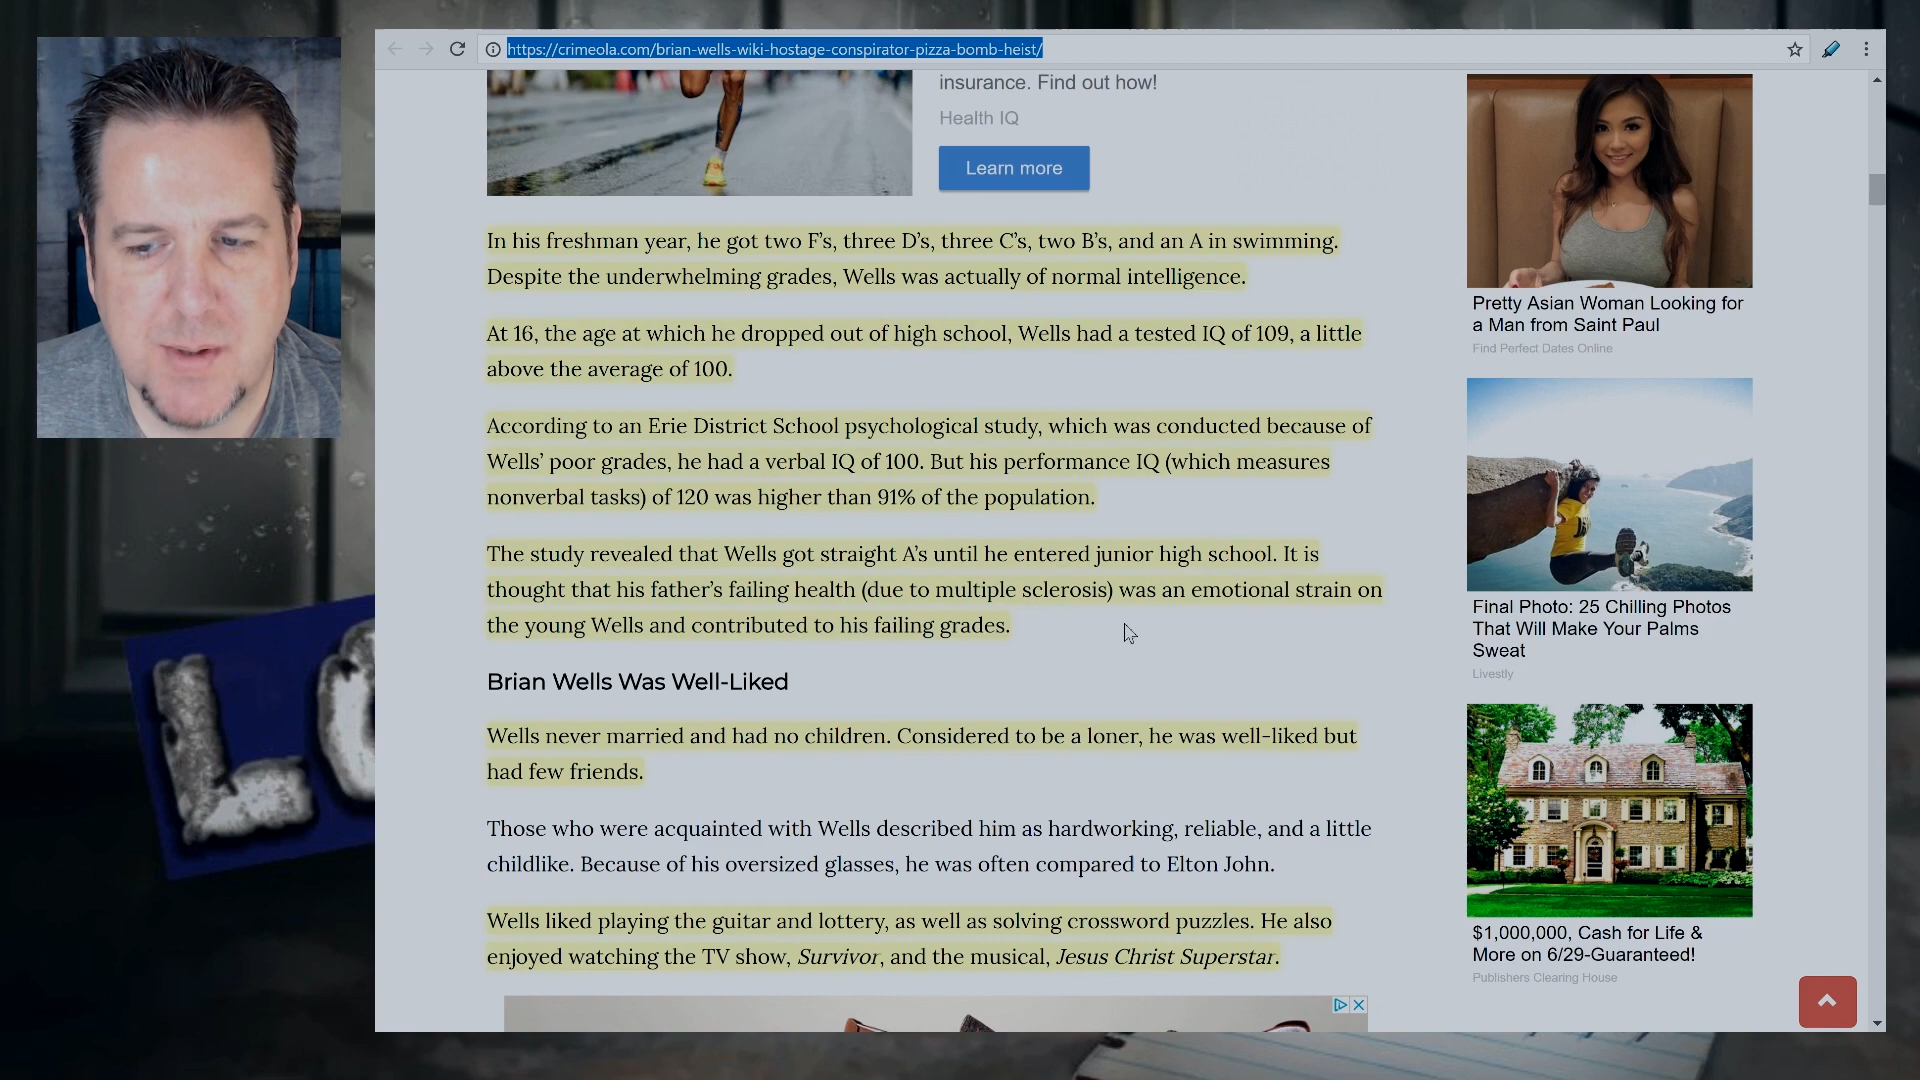 https://crimeola.com/brian-wells-wiki-hostage-conspirator-pizza-bomb-heist/
insurance. Find out how!
Health IQ
Learn more
In his freshman year, he got two F’s, three D’s, three C’s, two B’s, and an A in swimming.
Despite the underwhelming grades, Wells was actually of normal intelligence.
At 16, the age at which he dropped out of high school, Wells had a tested IQ of 109, a little
above the average of 100.
According to an Erie District School psychological study, which was conducted because of
Wells’ poor grades, he had a verbal IQ of 100. But his performance IQ (which measures
nonverbal tasks) of 120 was higher than 91% of the population.
The study revealed that Wells got straight A’s until he entered junior high school. It is
thought that his father’s failing health (due to multiple sclerosis) was an emotional strain on
the young Wells and contributed to his failing grades.
Brian Wells Was Well-Liked
Wells never married and had no children. Considered to be a loner, he was well-liked but
had few friends.
Those who were acquainted with Wells described him as hardworking, reliable, and a little
childlike. Because of his oversized glasses, he was often compared to Elton John.
Wells liked playing the guitar and lottery, as well as solving crossword puzzles. He also
enjoyed watching the TV show, Survivor, and the musical, Jesus Christ Superstar.
Pretty Asian Woman Looking for
a Man from Saint Paul
Find Perfect Dates Online
Final Photo: 25 Chilling Photos
That Will Make Your Palms
Sweat
Livestly
$1,000,000, Cash for Life &
More on 6/29-Guaranteed!
Publishers Clearing House